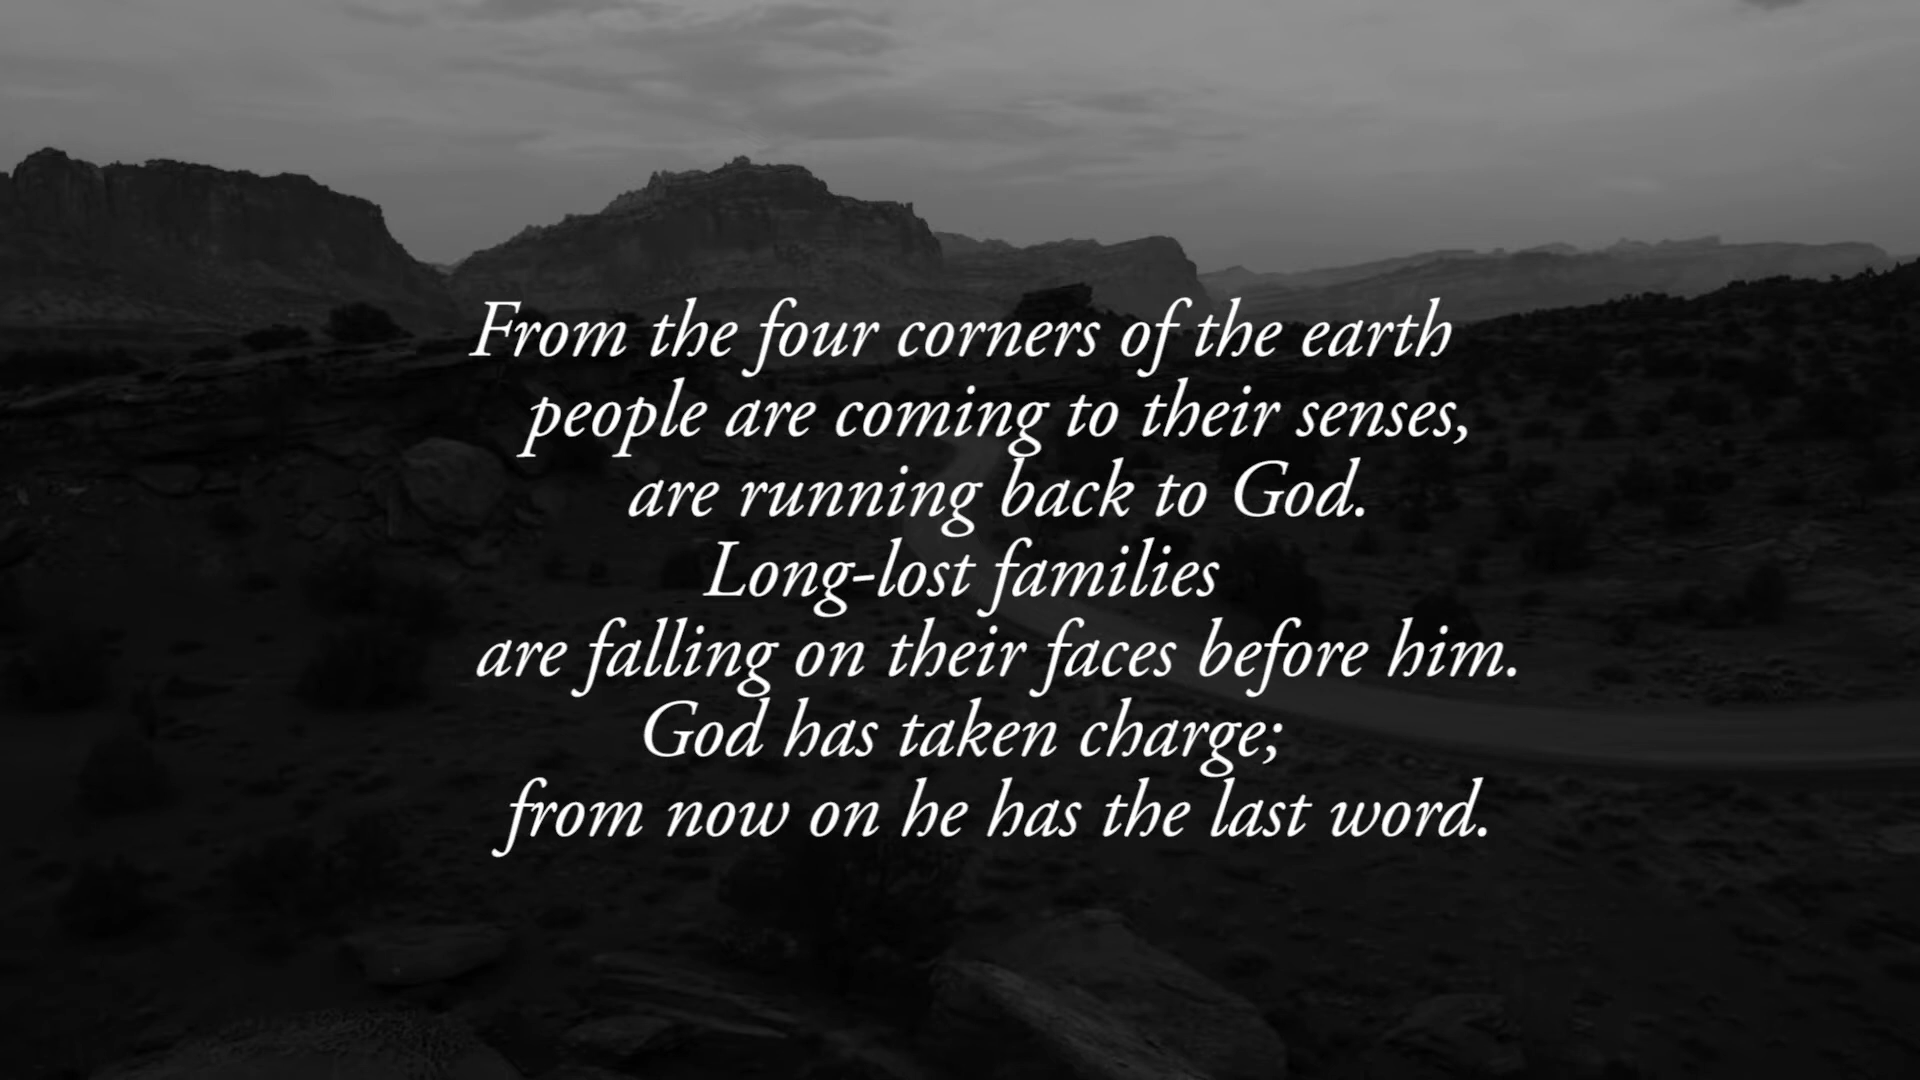 From the four corners of the earth
people are coming to their senses,
are running back to God.
Long-lost families
are falling on their faces before him.
God has taken charge;
from now on he has the last word.